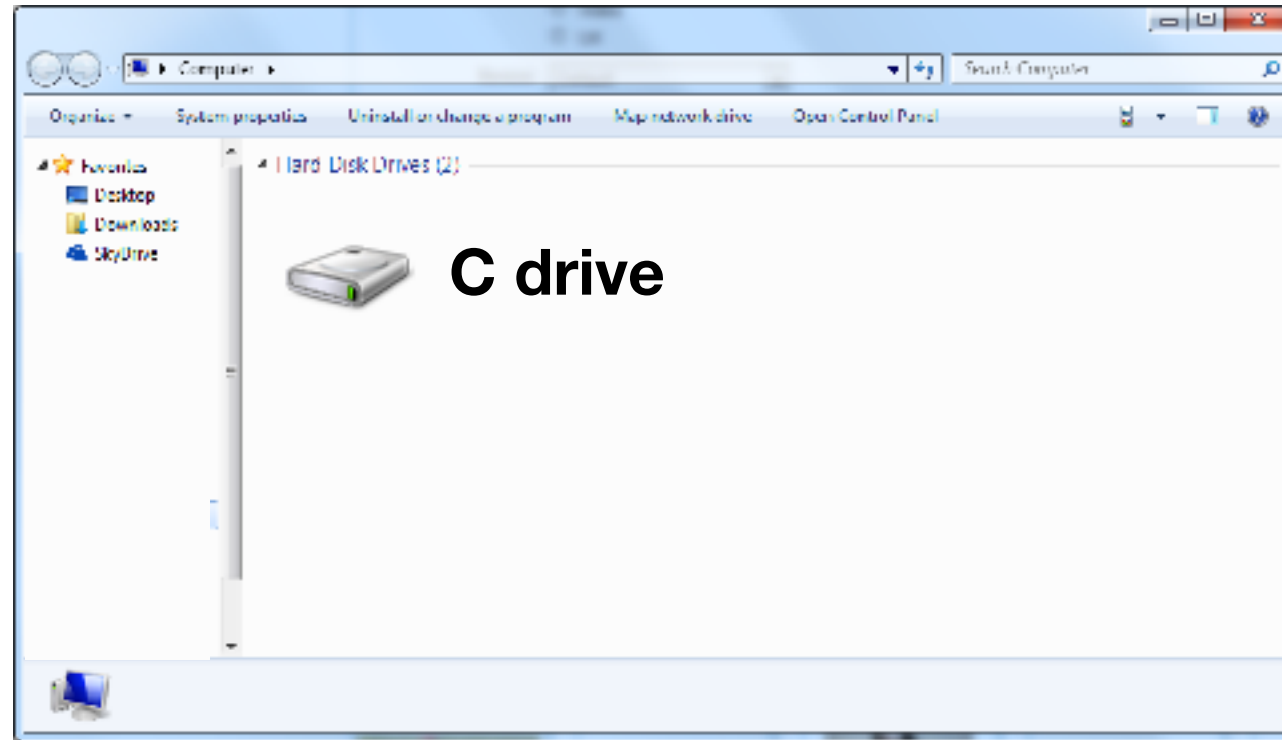 Computer
Search Computer
Organize
System properties
Uninstall or change a program
Map network drive
Open Control Panel
Favorites
Desktop
Downloads
SkyDrive
Hard Disk Drives (2)
C drive